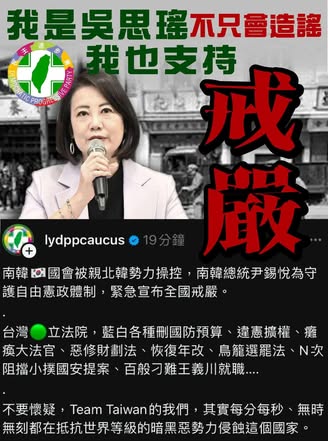 我是吳思瑤不只會造謠
我也支持
戒嚴
民主進步黨
DEMOCRATIC PROGRESSIVE PARTY
lydppcaucus 19分鐘
南韓🇰🇷國會被親北韓勢力操控，南韓總統尹錫悅為守
護自由憲政體制，緊急宣布全國戒嚴。
.
台灣🟢立法院，藍白各種刪國防預算、違憲擴權、癱
瘓大法官、惡修財劃法、恢復年改、鳥籠選罷法、N次
阻擋小撲國安提案、百般刁難王義川就職....
.
不要懷疑，Team Taiwan的我們，其實每分每秒、無時
無刻都在抵抗世界等級的暗黑惡勢力侵蝕這個國家。